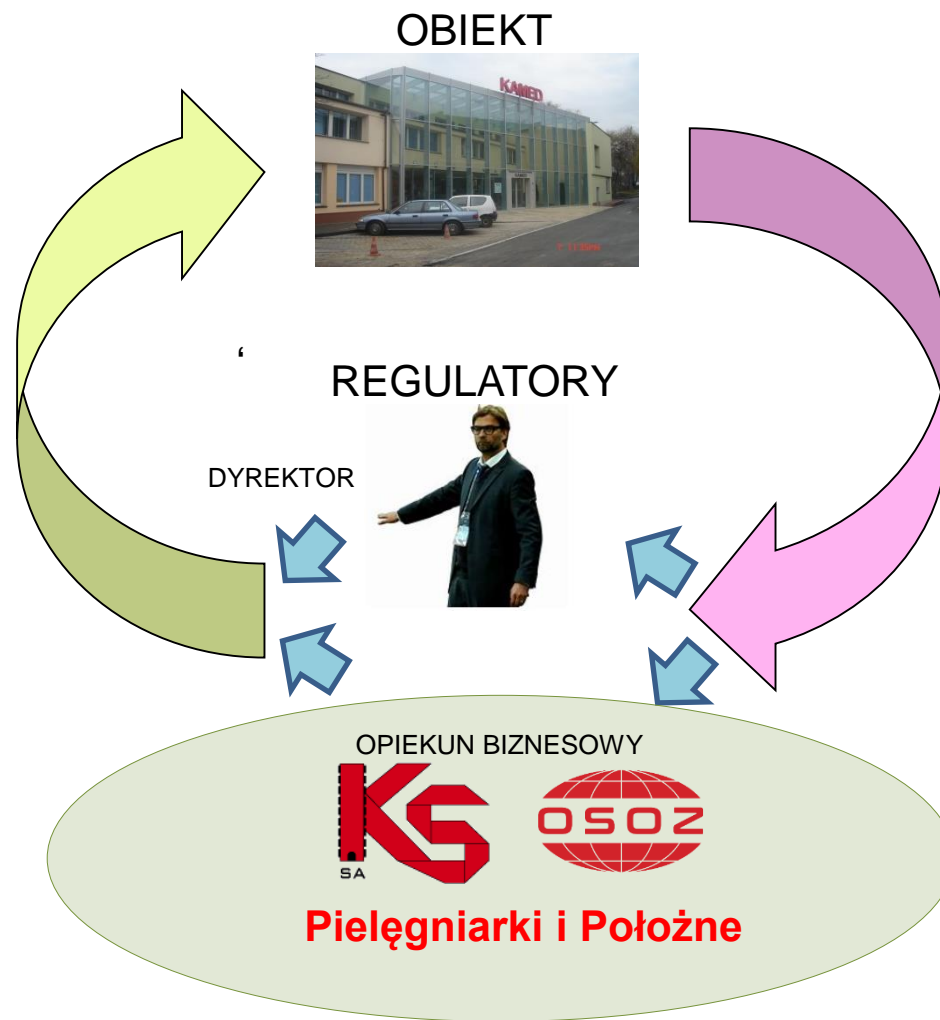 OBIEKT
KAMED
‘
REGULATORY
DYREKTOR
OPIEKUN BIZNESOWY
KS
SA
OSOZ
Pielęgniarki i Położne